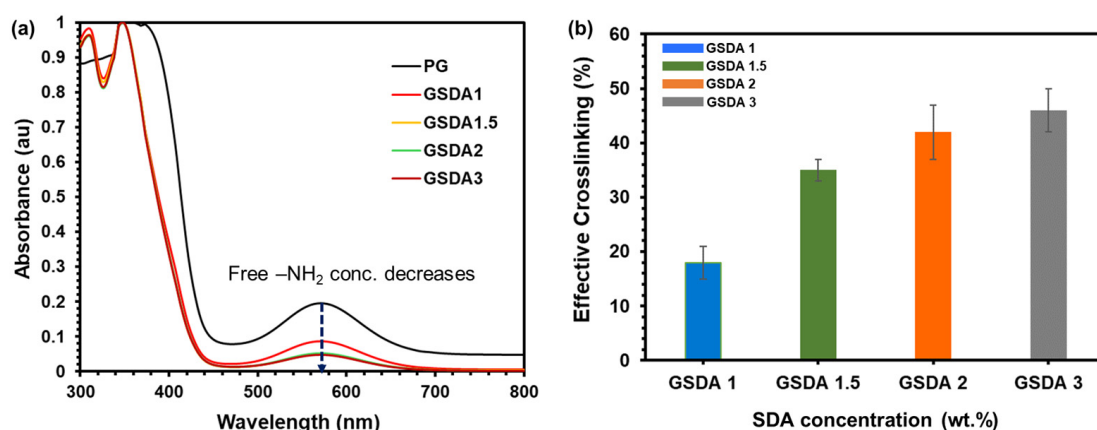 (a)
1
0.9
0.8
0.7
0.6
0.5
0.4
0.3
0.2
0.1
0
Absorbance (au)
PG
GSDA1
GSDA1.5
GSDA2
GSDA3
Free –NH₂ conc. decreases
300 400 500 600 700 800
Wavelength (nm)
(b)
60
50
40
30
20
10
0
Effective Crosslinking (%)
GSDA 1
GSDA 1.5
GSDA 2
GSDA 3
GSDA 1 GSDA 1.5 GSDA 2 GSDA 3
SDA concentration (wt.%)